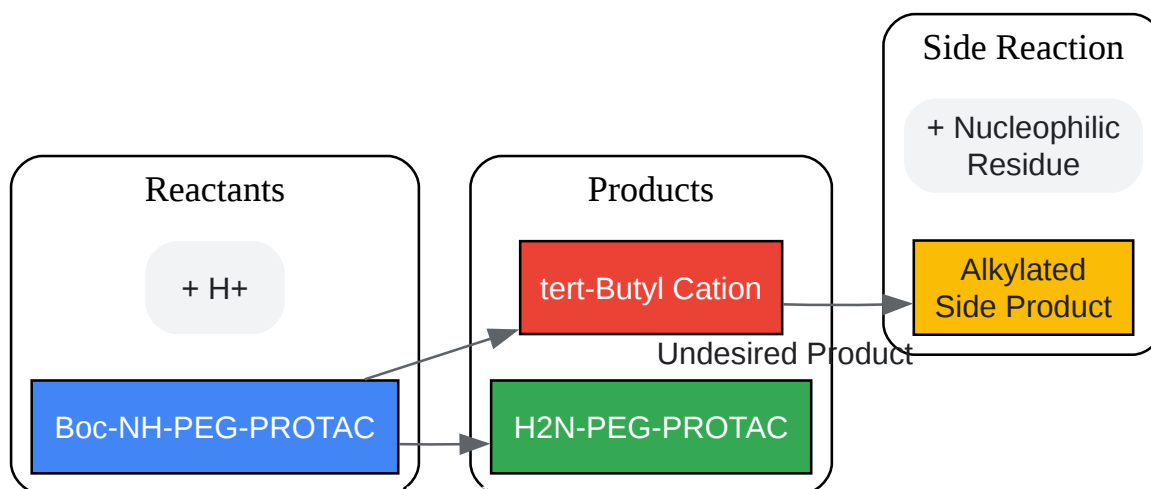 Reactants
+ H+
Boc-NH-PEG-PROTAC
Products
tert-Butyl Cation
Undesired Product
H2N-PEG-PROTAC
Side Reaction
+ Nucleophilic
Residue
Alkylated
Side Product